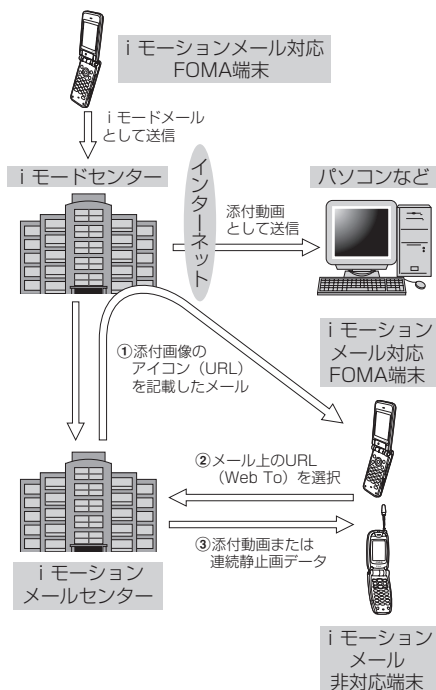 ｉモーションメール対応
FOMA端末
ｉモードメール
として送信
ｉモードセンター
インターネット
パソコンなど
添付動画
として送信
①添付画像の
アイコン（URL）
を記載したメール
ｉモーション
メール対応
FOMA端末
②メール上のURL
（Web To）を選択
③添付動画または
連続静止画データ
ｉモーション
メールセンター
ｉモーション
メール
非対応端末